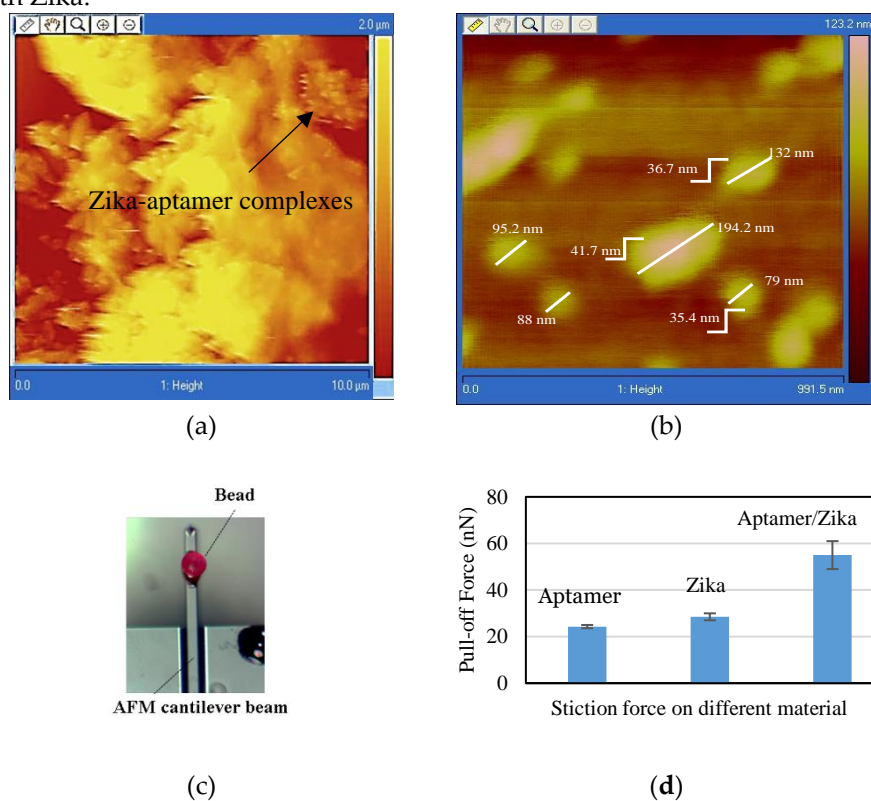 th Zika.
2.0 µm
123.2 nm
Zika-aptamer complexes
36.7 nm
132 nm
95.2 nm
41.7 nm
194.2 nm
88 nm
79 nm
35.4 nm
0.0 1: Height 10.0 µm
0.0 1: Height 991.5 nm
(a) (b)
Bead
AFM cantilever beam
Pull-off Force (nN)
80
60
40
20
0
Aptamer
Zika
Aptamer/Zika
Stiction force on different material
(c) (d)